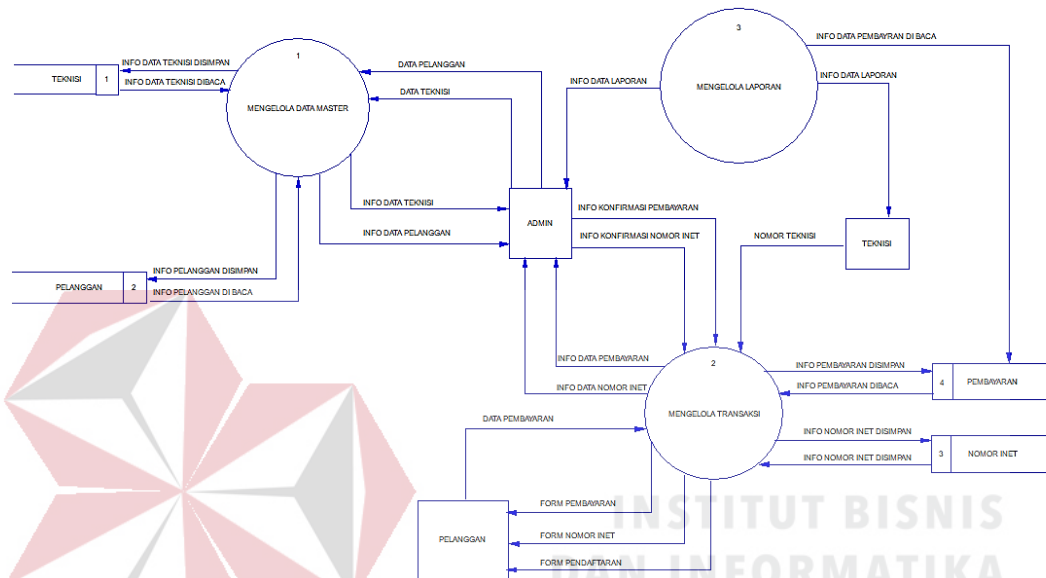 3
INFO DATA PEMBAYRAN DI BACA
1
INFO DATA TEKNISI DISIMPAN
DATA PELANGGAN
TEKNISI
1
INFO DATA TEKNISI DIBACA
INFO DATA LAPORAN
MENGELOLA LAPORAN
INFO DATA LAPORAN
DATA TEKNISI
MENGELOLA DATA MASTER
INFO DATA TEKNISI
INFO KONFIRMASI PEMBAYARAN
ADMIN
INFO DATA PELANGGAN
INFO KONFIRMASI NOMOR INET
NOMOR TEKNISI
TEKNISI
INFO PELANGGAN DISIMPAN
PELANGGAN
2
INFO PELANGGAN DI BACA
INFO DATA PEMBAYARAN
2
INFO PEMBAYARAN DISIMPAN
INFO DATA NOMOR INET
INFO PEMBAYARAN DIBACA
4
PEMBAYARAN
DATA PEMBAYARAN
MENGELOLA TRANSAKSI
INFO NOMOR INET DISIMPAN
INFO NOMOR INET DISIMPAN
3
NOMOR INET
FORM PEMBAYARAN
INSTITUT BISNIS
PELANGGAN
FORM NOMOR INET
FORM PENDAFTARAN
DAN INFORMATIKA